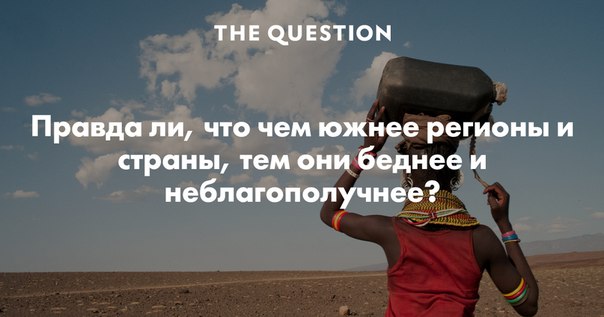 THE QUESTION
Правда ли, что чем южнее регионы и
страны, тем они беднее и
неблагополучнее?